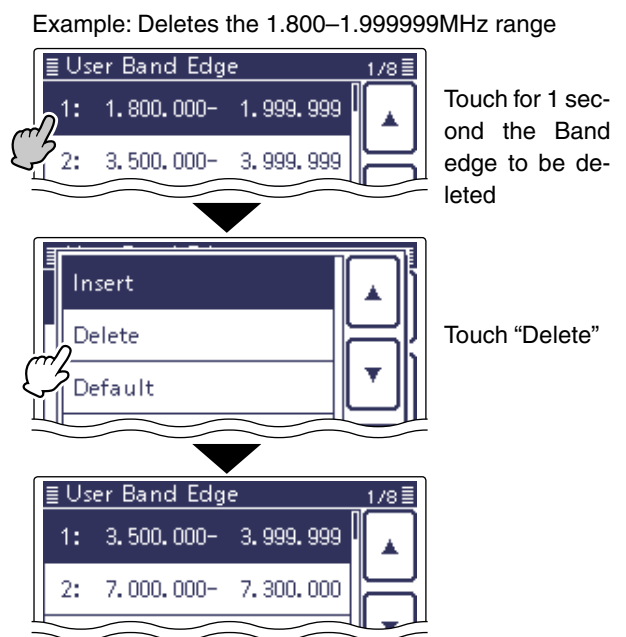 Example: Deletes the 1.800–1.999999MHz range
User Band Edge 1/8
1: 1.800.000– 1.999.999
2: 3.500.000– 3.999.999
Touch for 1 sec-
ond the Band
edge to be de-
leted
Insert
Delete
Default
Touch “Delete”
User Band Edge 1/8
1: 3.500.000– 3.999.999
2: 7.000.000– 7.300.000